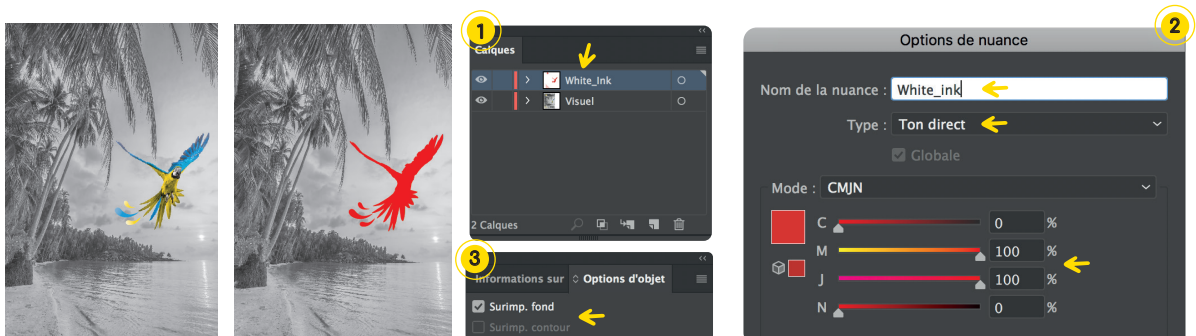 1
Calques
White_Ink
Visuel
2 Calques
3
Informations sur
Options d'objet
Surimp. fond
Surimp. contour
2
Options de nuance
Nom de la nuance : White_ink
Type : Ton direct
Globale
Mode : CMJN
C 0 %
M 100 %
J 100 %
N 0 %